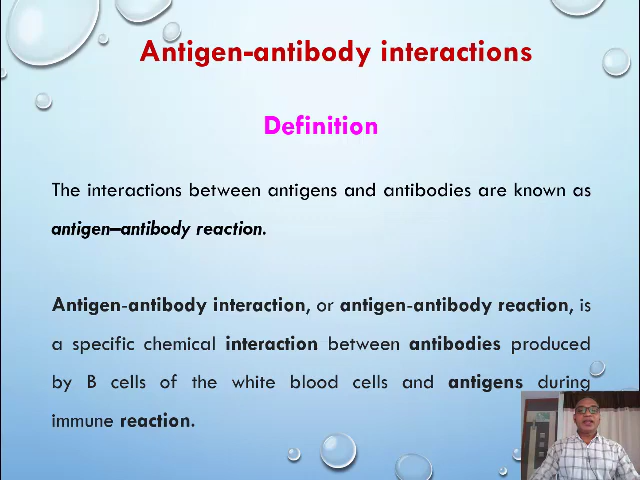 Antigen-antibody interactions
Definition
The interactions between antigens and antibodies are known as
antigen–antibody reaction.
Antigen-antibody interaction, or antigen-antibody reaction, is
a specific chemical interaction between antibodies produced
by B cells of the white blood cells and antigens during
immune reaction.